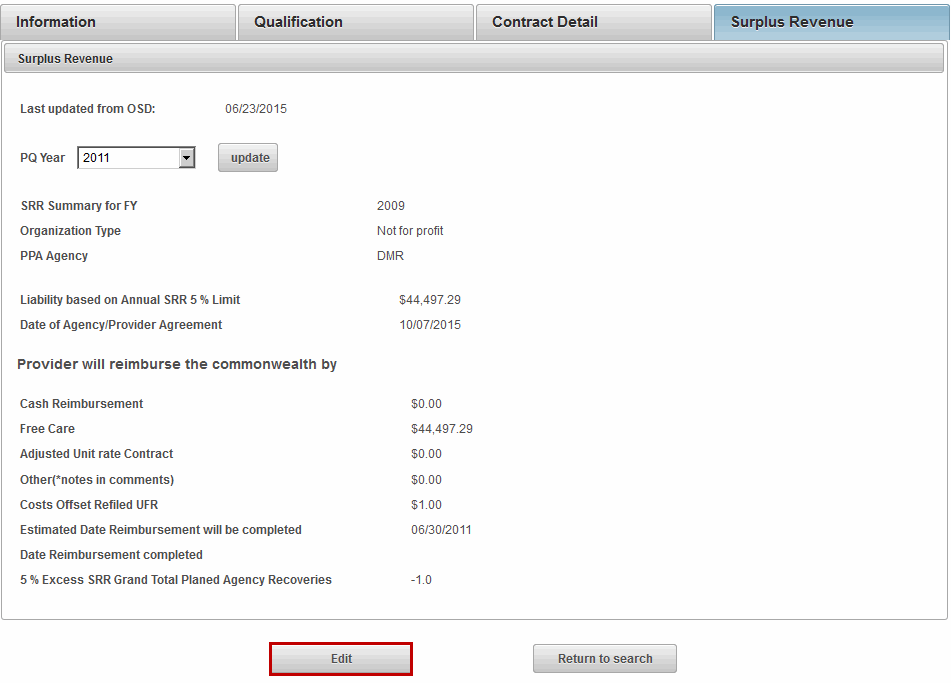 Information Qualification Contract Detail Surplus Revenue
Surplus Revenue
Last updated from OSD: 06/23/2015
PQ Year 2011 update
SRR Summary for FY 2009
Organization Type Not for profit
PPA Agency DMR
Liability based on Annual SRR 5 % Limit $44,497.29
Date of Agency/Provider Agreement 10/07/2015
Provider will reimburse the commonwealth by
Cash Reimbursement $0.00
Free Care $44,497.29
Adjusted Unit rate Contract $0.00
Other(*notes in comments) $0.00
Costs Offset Refiled UFR $1.00
Estimated Date Reimbursement will be completed 06/30/2011
Date Reimbursement completed
5 % Excess SRR Grand Total Planed Agency Recoveries -1.0
Edit Return to search